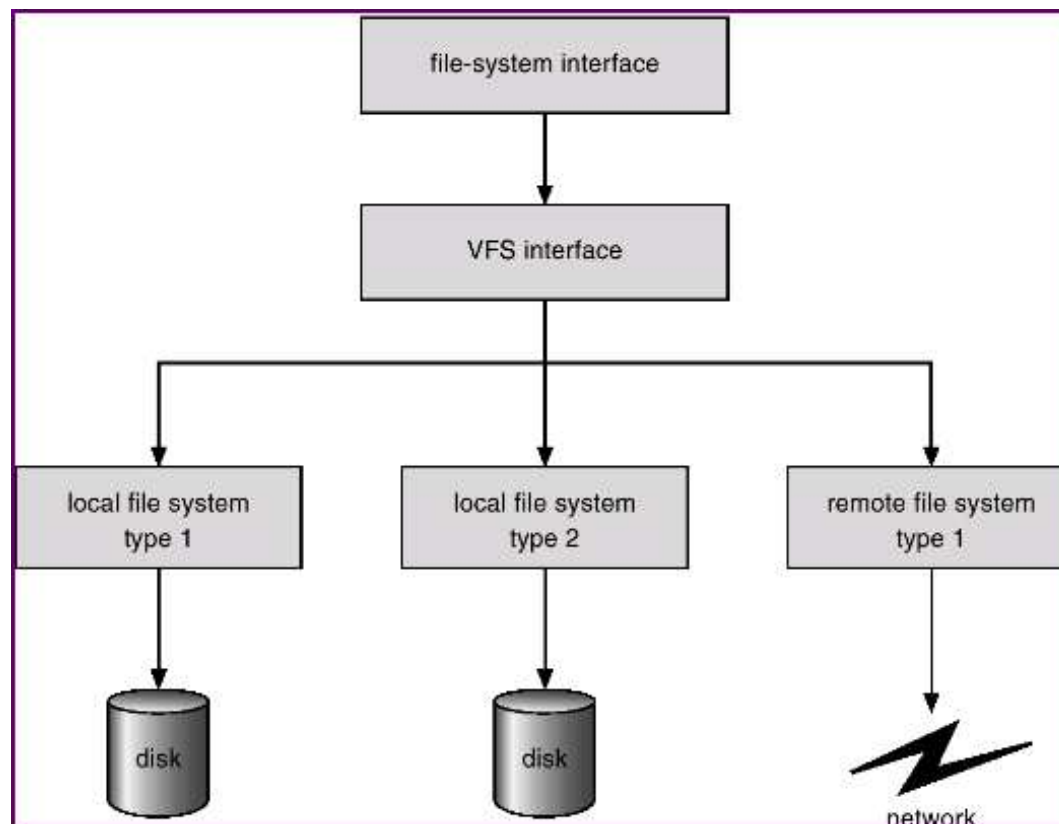 file-system interface
VFS interface
local file system
type 1
local file system
type 2
remote file system
type 1
disk
disk
network